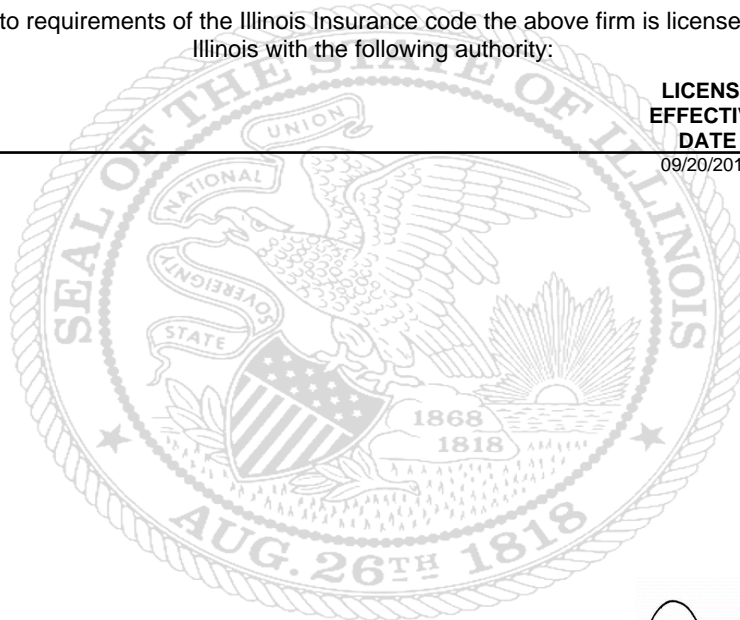 to requirements of the Illinois Insurance code the above firm is license
Illinois with the following authority:
LICENS
EFFECTIV
DATE
09/20/201
SEAL OF THE STATE OF ILLINOIS
UNION
NATIONAL
SOVEREIGNTY
STATE
1868
1818
AUG. 26TH 1818